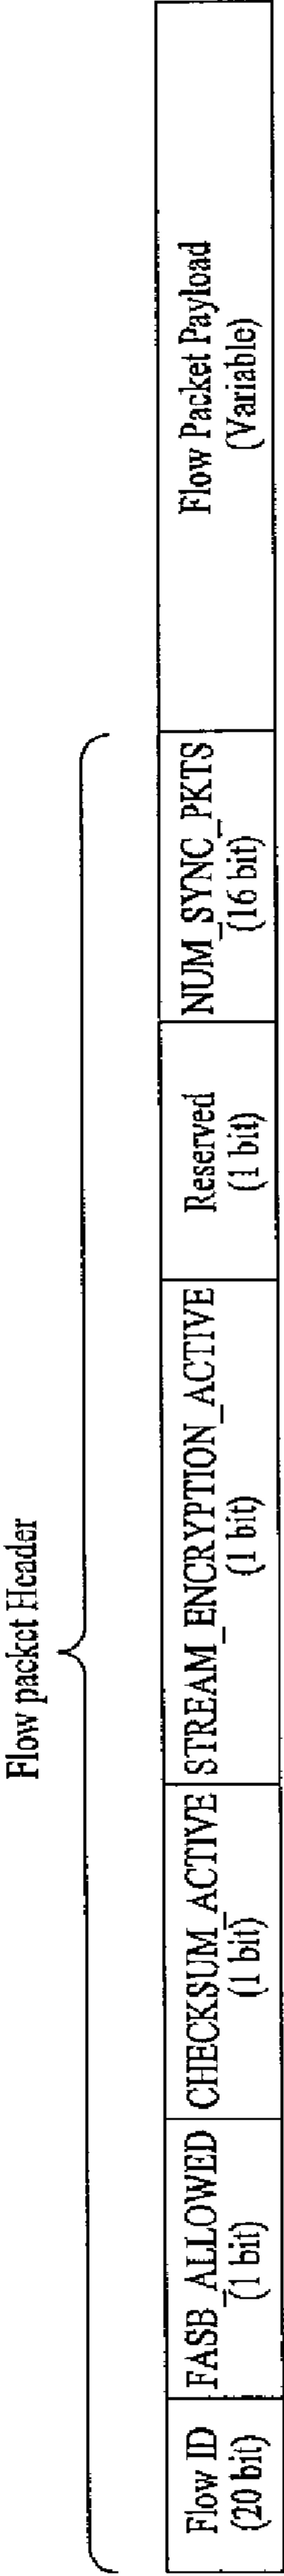 Flow packet Header
Flow ID
(20 bit)
FASB_ALLOWED
(1 bit)
CHECKSUM_ACTIVE
(1 bit)
STREAM_ENCRYPTION_ACTIVE
(1 bit)
Reserved
(1 bit)
NUM_SYNC_PKTS
(16 bit)
Flow Packet Payload
(Variable)